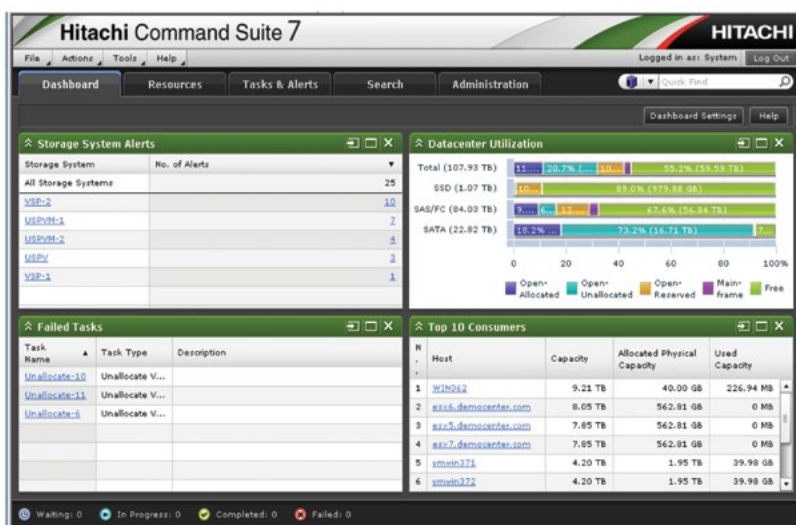 Hitachi Command Suite 7
HITACHI
File Actions Tools Help
Logged in as: System Log Out
Dashboard Resources Tasks & Alerts Search Administration
Quick Find
Dashboard Settings Help
Storage System Alerts
Storage System No. of Alerts
All Storage Systems 25
VSP-2 10
USPVM-1 7
USPVM-2 4
USPV 3
VSP-1 1
Datacenter Utilization
Total (107.93 TB) 11... 20.7% (... 10... 55.2% (59.59 TB)
SSD (1.07 TB) 10... 89.0% (979.88 GB)
SAS/FC (84.03 TB) 9... 6... 12... 67.6% (56.84 TB)
SATA (22.82 TB) 18.2% ... 73.2% (16.71 TB) 7...
0 20 40 60 80 100%
Open-Allocated Open-Unallocated Open-Reserved Main-frame Free
Failed Tasks
Task Name Task Type Description
Unallocate-10 Unallocate V...
Unallocate-11 Unallocate V...
Unallocate-6 Unallocate V...
Top 10 Consumers
N... Host Capacity Allocated Physical Capacity Used Capacity
1 WIN062 9.21 TB 40.00 GB 226.94 MB
2 esx6.democenter.com 8.05 TB 562.81 GB 0 MB
3 esx5.democenter.com 7.85 TB 562.81 GB 0 MB
4 esx7.democenter.com 7.85 TB 562.81 GB 0 MB
5 vmwin371 4.20 TB 1.95 TB 39.98 GB
6 vmwin372 4.20 TB 1.95 TB 39.98 GB
Waiting: 0 In Progress: 0 Completed: 0 Failed: 0